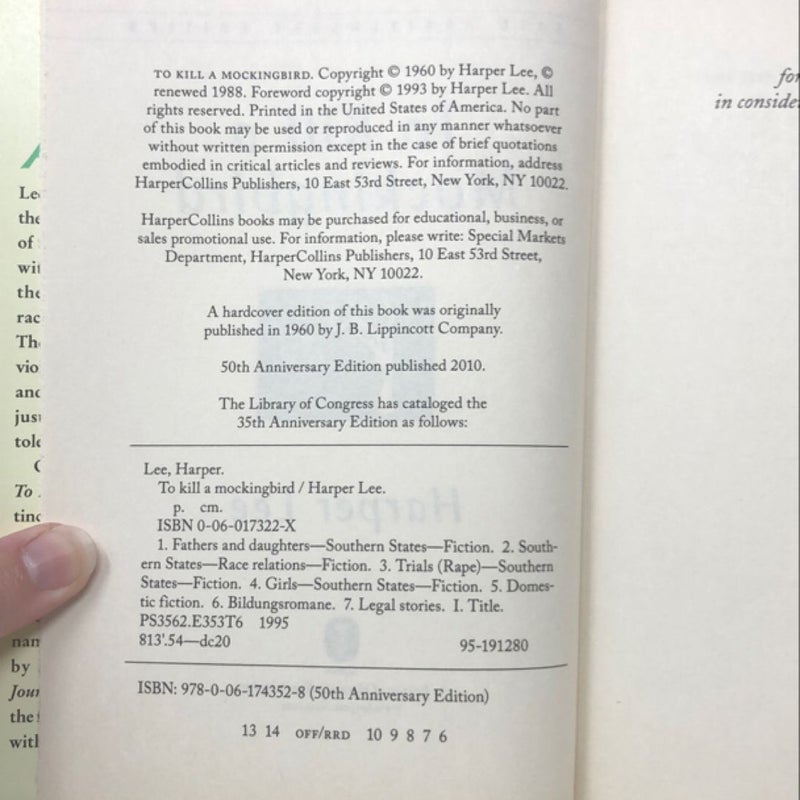 TO KILL A MOCKINGBIRD. Copyright © 1960 by Harper Lee, ©
renewed 1988. Foreword copyright © 1993 by Harper Lee. All
rights reserved. Printed in the United States of America. No part
of this book may be used or reproduced in any manner whatsoever
without written permission except in the case of brief quotations
embodied in critical articles and reviews. For information, address
HarperCollins Publishers, 10 East 53rd Street, New York, NY 10022.
HarperCollins books may be purchased for educational, business, or
sales promotional use. For information, please write: Special Markets
Department, HarperCollins Publishers, 10 East 53rd Street,
New York, NY 10022.
A hardcover edition of this book was originally
published in 1960 by J. B. Lippincott Company.
50th Anniversary Edition published 2010.
The Library of Congress has cataloged the
35th Anniversary Edition as follows:
Lee, Harper.
To kill a mockingbird / Harper Lee.
p. cm.
ISBN 0-06-017322-X
1. Fathers and daughters—Southern States—Fiction. 2. South-
ern States—Race relations—Fiction. 3. Trials (Rape)—Southern
States—Fiction. 4. Girls—Southern States—Fiction. 5. Domes-
tic fiction. 6. Bildungsromane. 7. Legal stories. I. Title.
PS3562.E353T6 1995
813'.54—dc20 95-191280
ISBN: 978-0-06-174352-8 (50th Anniversary Edition)
13 14 OFF/RRD 10 9 8 7 6
the
of
the
Th
and
To
by
the
in